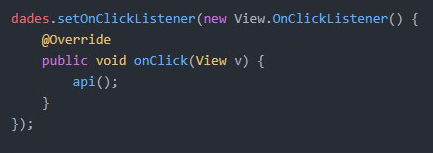 dades.setOnClickListener(new View.OnClickListener() {
    @Override
    public void onClick(View v) {
        api();
    }
});